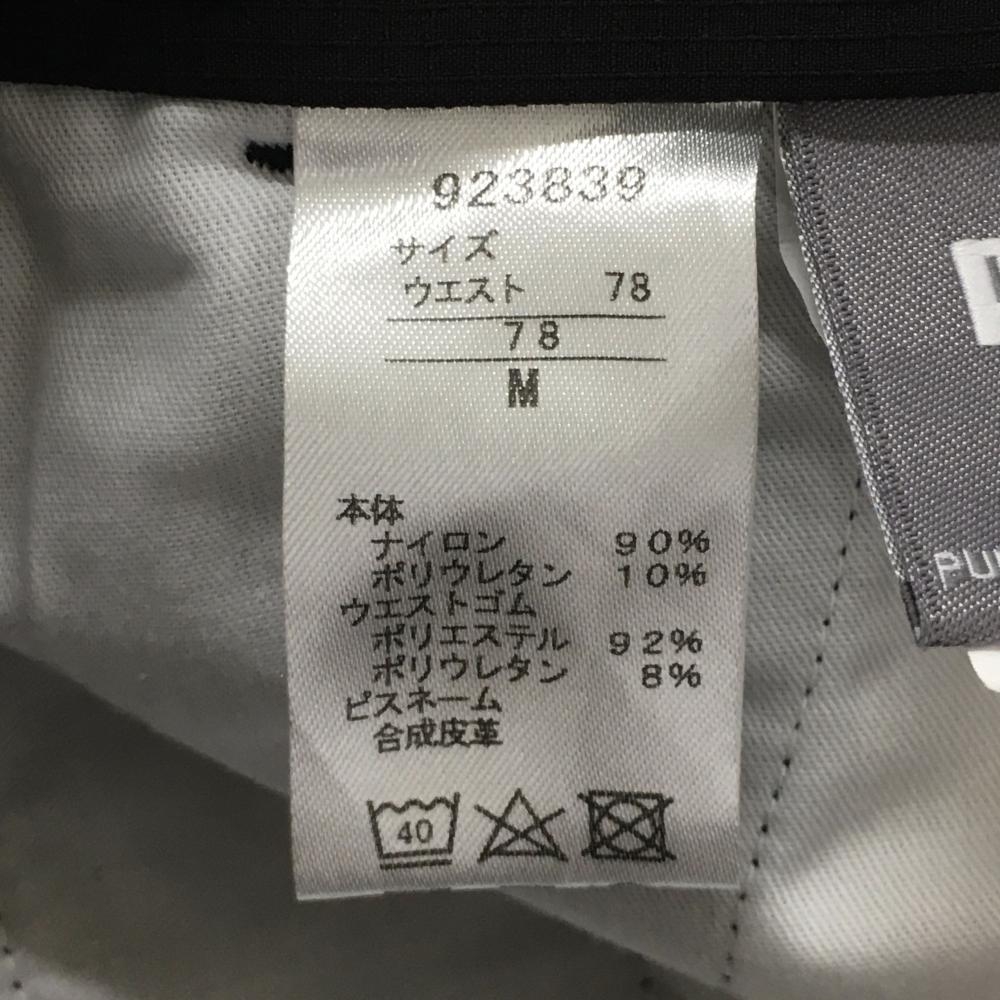 923839
サイズ
ウエスト 78
78
M
本体
ナイロン 90%
ポリウレタン 10%
ウエストゴム
ポリエステル 92%
ポリウレタン 8%
ピスネーム
合成皮革
40